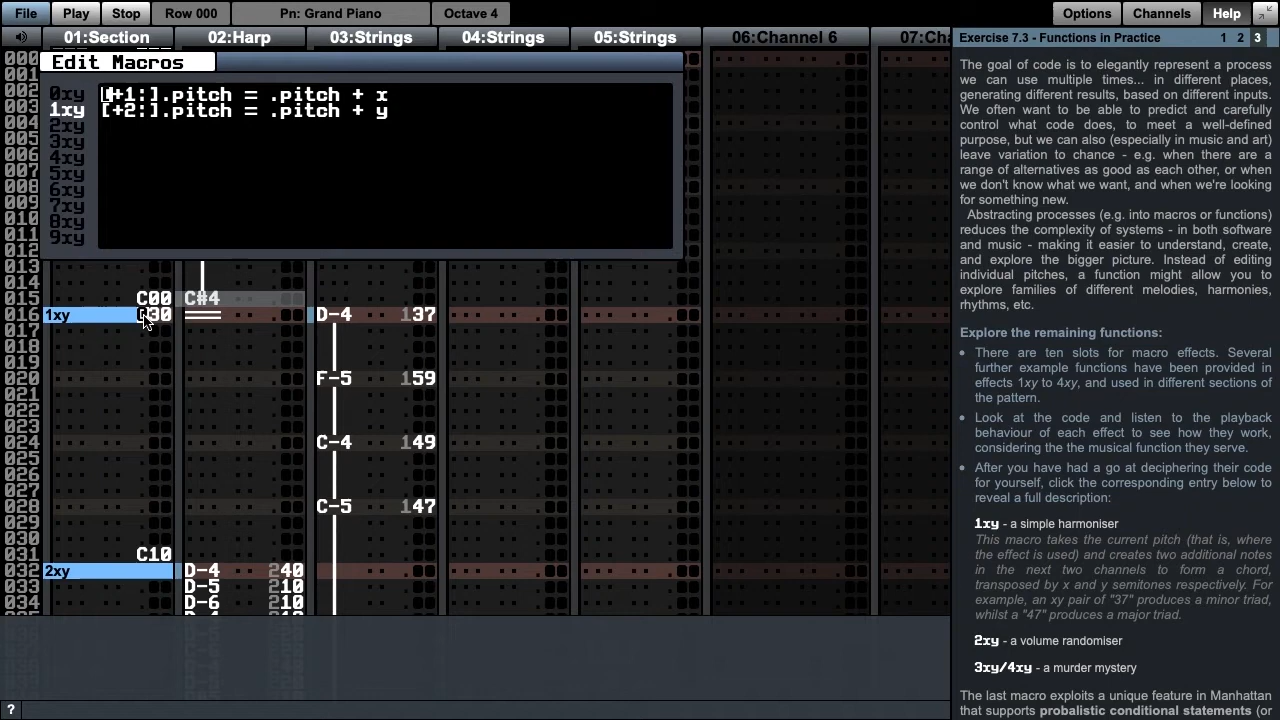 File Play Stop Row 000 Pn: Grand Piano Octave 4 Options Channels Help
01:Section 02:Harp 03:Strings 04:Strings 05:Strings 06:Channel 6
Edit Macros
0xy [+1:].pitch = .pitch + x
1xy [+2:].pitch = .pitch + y
2xy
3xy
4xy
5xy
6xy
7xy
8xy
9xy
000
001
002
003
004
005
006
007
008
009
010
011
012
013
014
015 C00 C#4
016 1xy 30 D-4 137
017
018
019
020 F-5 159
021
022
023
024 C-4 149
025
026
027
028 C-5 147
029
030
031 C10
032 2xy D-4 240
033 D-5 210
034 D-6 210
?
Exercise 7.3 - Functions in Practice 1 2 3
The goal of code is to elegantly represent a process
we can use multiple times... in different places,
generating different results, based on different inputs.
We often want to be able to predict and carefully
control what code does, to meet a well-defined
purpose, but we can also (especially in music and art)
leave variation to chance - e.g. when there are a
range of alternatives as good as each other, or when
we don't know what we want, and when we're looking
for something new.
Abstracting processes (e.g. into macros or functions)
reduces the complexity of systems - in both software
and music - making it easier to understand, create,
and explore the bigger picture. Instead of editing
individual pitches, a function might allow you to
explore families of different melodies, harmonies,
rhythms, etc.
Explore the remaining functions:
• There are ten slots for macro effects. Several
further example functions have been provided in
effects 1xy to 4xy, and used in different sections of
the pattern.
• Look at the code and listen to the playback
behaviour of each effect to see how they work,
considering the the musical function they serve.
• After you have had a go at deciphering their code
for yourself, click the corresponding entry below to
reveal a full description:
1xy - a simple harmoniser
This macro takes the current pitch (that is, where
the effect is used) and creates two additional notes
in the next two channels to form a chord,
transposed by x and y semitones respectively. For
example, an xy pair of "37" produces a minor triad,
whilst a "47" produces a major triad.
2xy - a volume randomiser
3xy/4xy - a murder mystery
The last macro exploits a unique feature in Manhattan
that supports probalistic conditional statements (or